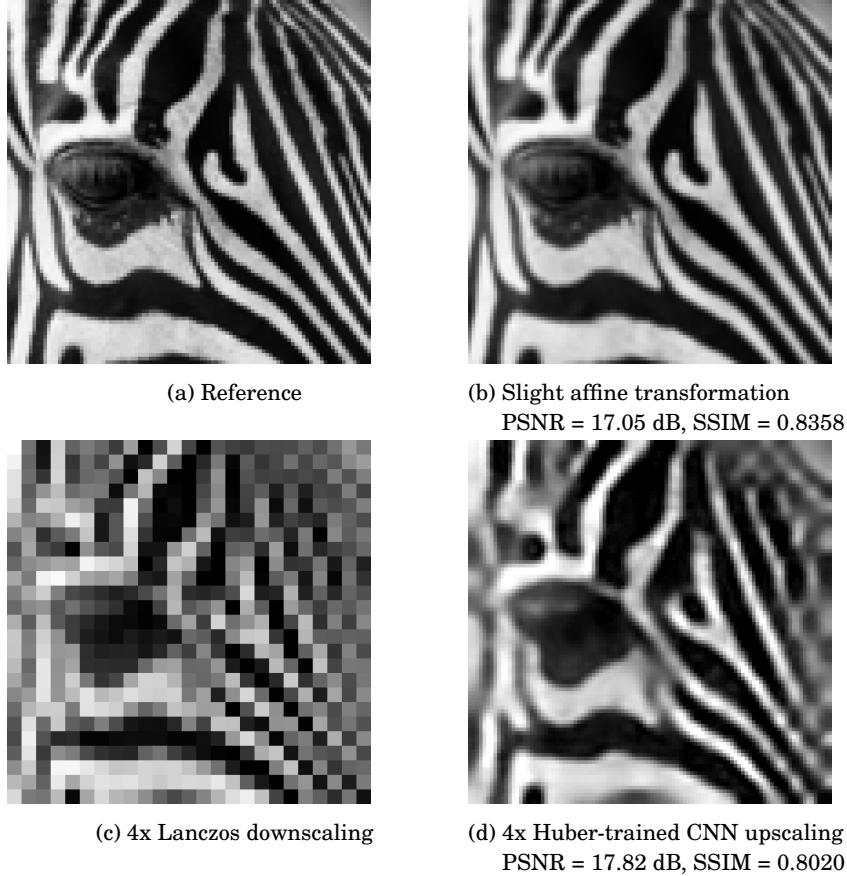 (a) Reference
(b) Slight affine transformation
PSNR = 17.05 dB, SSIM = 0.8358
(c) 4x Lanczos downscaling
(d) 4x Huber-trained CNN upscaling
PSNR = 17.82 dB, SSIM = 0.8020